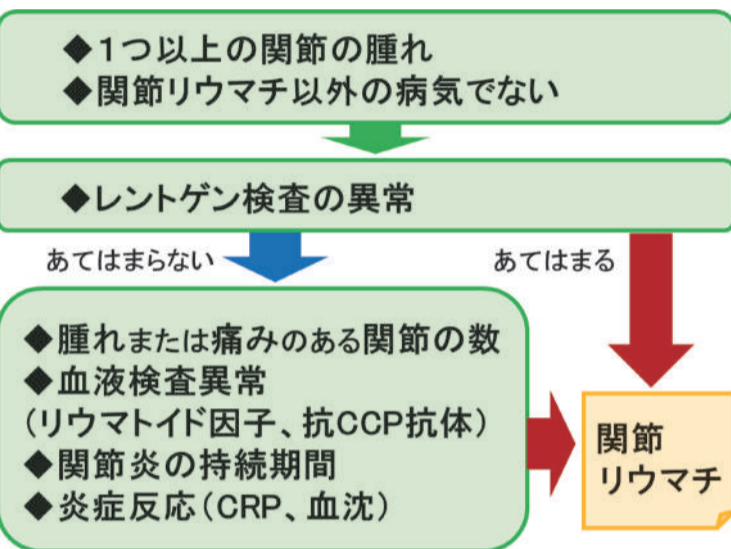 ◆1つ以上の関節の腫れ
◆関節リウマチ以外の病気でない
◆レントゲン検査の異常
あてはまらない
あてはまる
◆腫れまたは痛みのある関節の数
◆血液検査異常
(リウマトイド因子、抗CCP抗体)
◆関節炎の持続期間
◆炎症反応(CRP、血沈)
関節
リウマチ